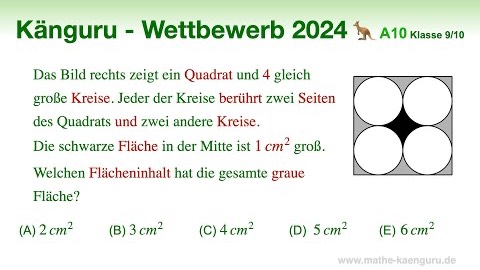 Känguru - Wettbewerb 2024 A10 Klasse 9/10
Das Bild rechts zeigt ein Quadrat und 4 gleich
große Kreise. Jeder der Kreise berührt zwei Seiten
des Quadrats und zwei andere Kreise.
Die schwarze Fläche in der Mitte ist 1 cm² groß.
Welchen Flächeninhalt hat die gesamte graue
Fläche?
(A) 2 cm² (B) 3 cm² (C) 4 cm² (D) 5 cm² (E) 6 cm²
www.mathe-kaenguru.de